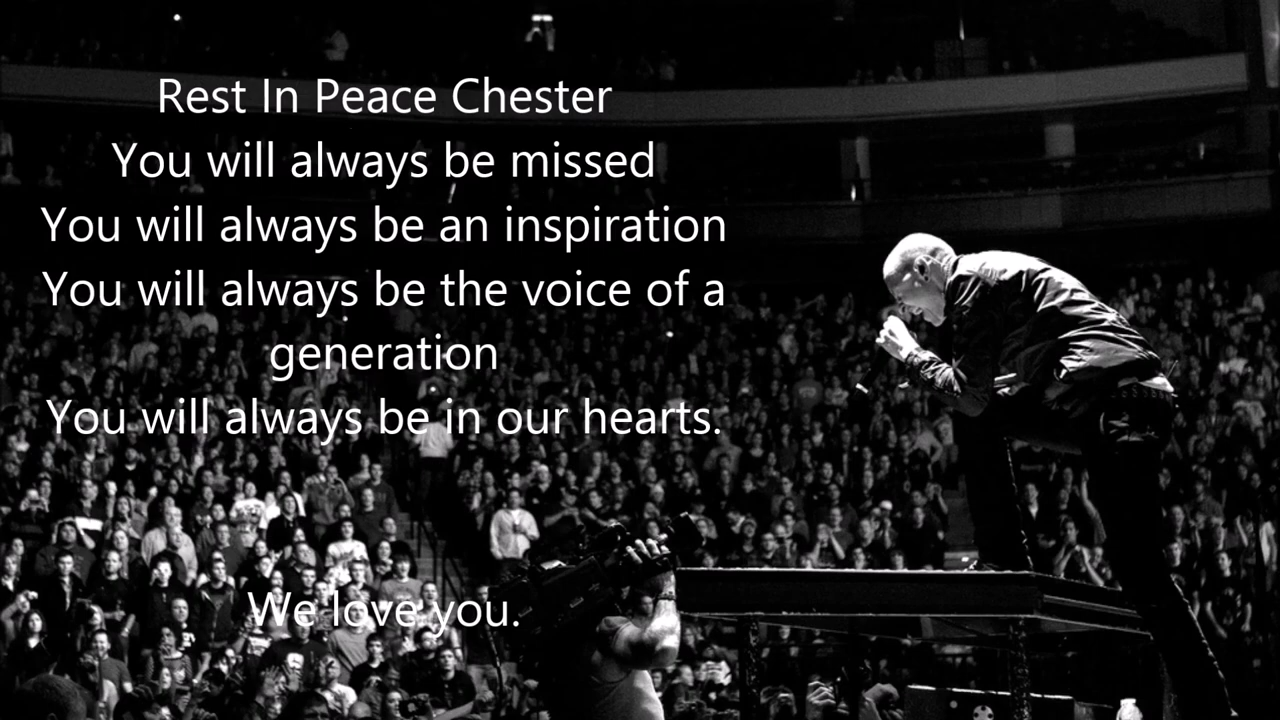 Rest In Peace Chester
You will always be missed
You will always be an inspiration
You will always be the voice of a
generation
You will always be in our hearts.
We love you.